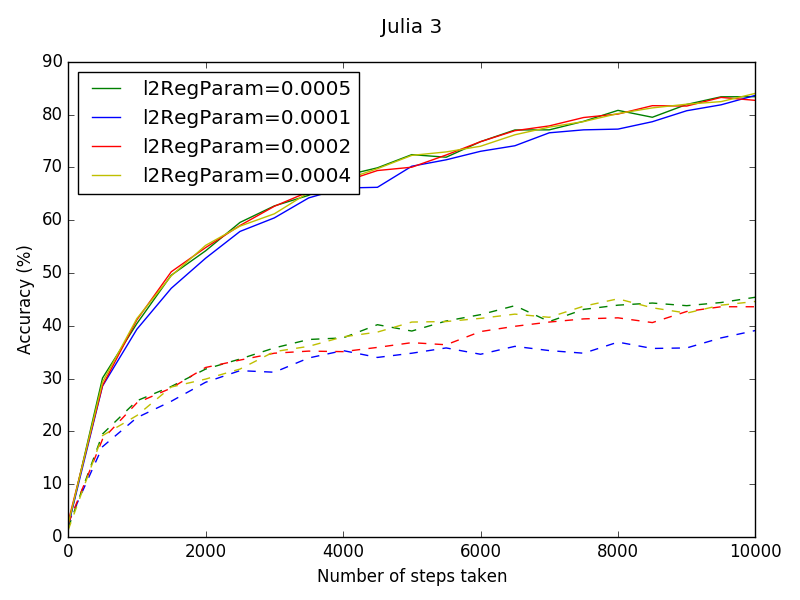 Julia 3
90
80
70
60
50
40
30
20
10
0
Accuracy (%)
l2RegParam=0.0005
l2RegParam=0.0001
l2RegParam=0.0002
l2RegParam=0.0004
0 2000 4000 6000 8000 10000
Number of steps taken